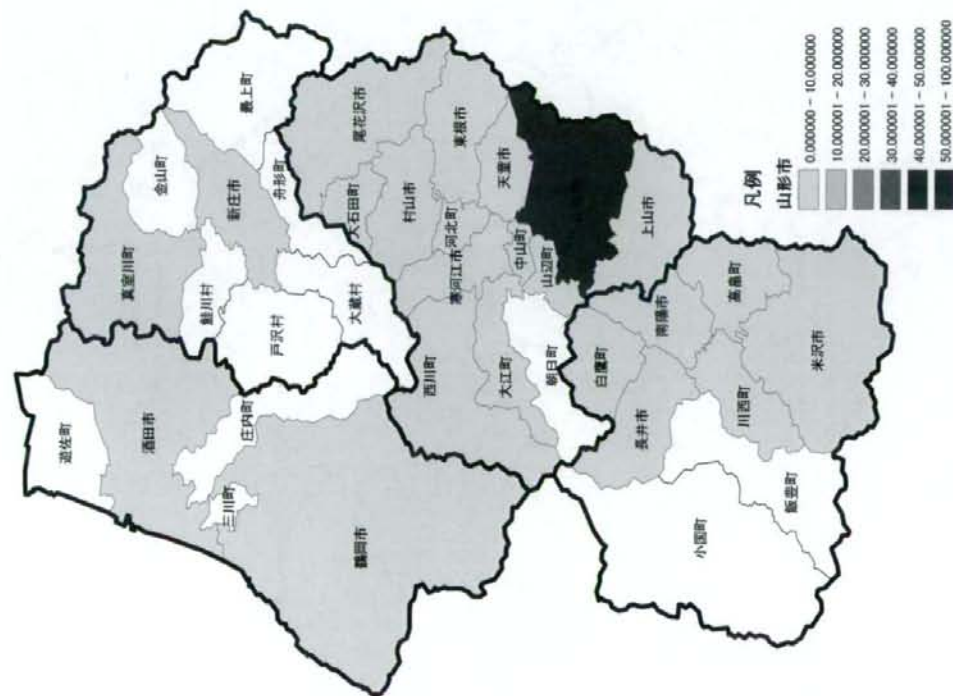 遊佐町
酒田市
庄内町
三川町
鶴岡市
真室川町
金山町
鮭川村
新庄市
最上町
舟形町
戸沢村
大蔵村
尾花沢市
大石田町
村山市
東根市
河北町
寒河江市
西川町
天童市
中山町
山辺町
大江町
朝日町
上山市
白鷹町
南陽市
高畠町
長井市
川西町
米沢市
飯豊町
小国町
凡例
山形市
0.000000 - 10.000000
10.000001 - 20.000000
20.000001 - 30.000000
30.000001 - 40.000000
40.000001 - 50.000000
50.000001 - 100.000000